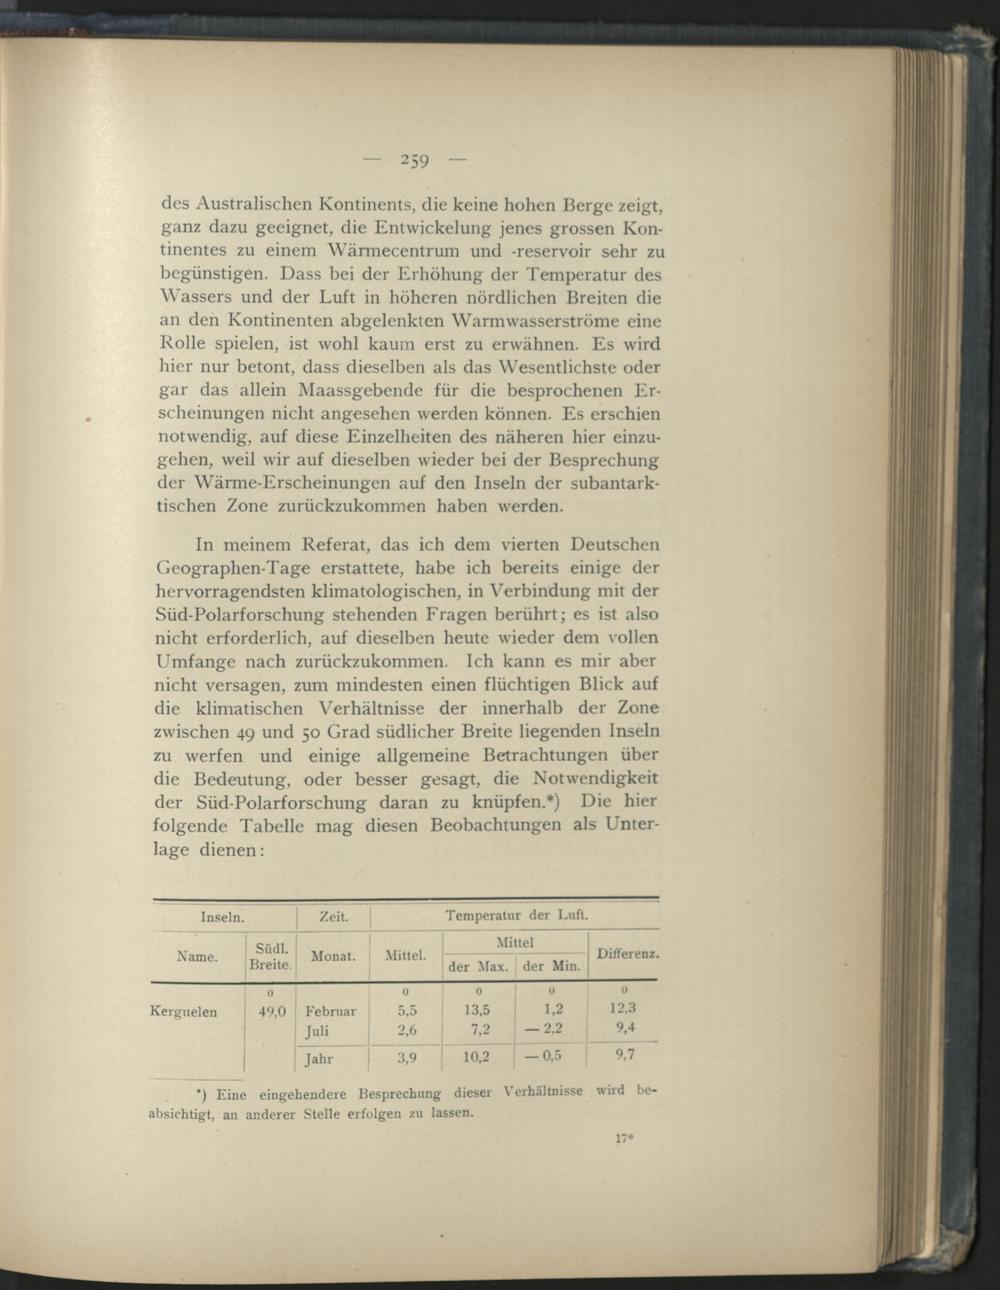 — 259 —
des Australischen Kontinents, die keine hohen Berge zeigt,
ganz dazu geeignet, die Entwickelung jenes grossen Kon-
tinentes zu einem Wärmecentrum und -reservoir sehr zu
begünstigen. Dass bei der Erhöhung der Temperatur des
Wassers und der Luft in höheren nördlichen Breiten die
an den Kontinenten abgelenkten Warmwasserströme eine
Rolle spielen, ist wohl kaum erst zu erwähnen. Es wird
hier nur betont, dass dieselben als das Wesentlichste oder
gar das allein Maassgebende für die besprochenen Er-
scheinungen nicht angesehen werden können. Es erschien
notwendig, auf diese Einzelheiten des näheren hier einzu-
gehen, weil wir auf dieselben wieder bei der Besprechung
der Wärme-Erscheinungen auf den Inseln der subantark-
tischen Zone zurückzukommen haben werden.
In meinem Referat, das ich dem vierten Deutschen
Geographen-Tage erstattete, habe ich bereits einige der
hervorragendsten klimatologischen, in Verbindung mit der
Süd-Polarforschung stehenden Fragen berührt; es ist also
nicht erforderlich, auf dieselben heute wieder dem vollen
Umfange nach zurückzukommen. Ich kann es mir aber
nicht versagen, zum mindesten einen flüchtigen Blick auf
die klimatischen Verhältnisse der innerhalb der Zone
zwischen 49 und 50 Grad südlicher Breite liegenden Inseln
zu werfen und einige allgemeine Betrachtungen über
die Bedeutung, oder besser gesagt, die Notwendigkeit
der Süd-Polarforschung daran zu knüpfen.*) Die hier
folgende Tabelle mag diesen Beobachtungen als Unter-
lage dienen:
Inseln. Zeit. Temperatur der Luft.
Name. Südl. Breite. Monat. Mittel. Mittel der Max. der Min. Differenz.
0 0 0 0 0
Kerguelen 49,0 Februar 5,5 13,5 1,2 12,3
Juli 2,6 7,2 — 2,2 9,4
Jahr 3,9 10,2 — 0,5 9,7
*) Eine eingehendere Besprechung dieser Verhältnisse wird be-
absichtigt, an anderer Stelle erfolgen zu lassen.
17*